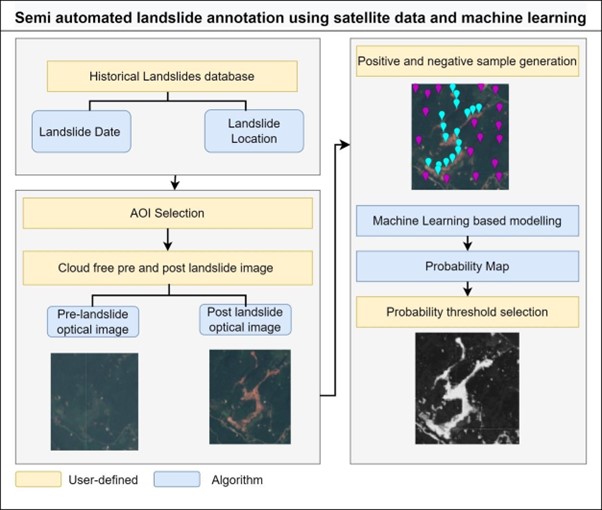 Semi automated landslide annotation using satellite data and machine learning
Historical Landslides database
Landslide Date
Landslide
Location
AOI Selection
Cloud free pre and post landslide image
Pre-landslide
optical image
Post landslide
optical image
Positive and negative sample generation
Machine Learning based modelling
Probability Map
Probability threshold selection
User-defined
Algorithm